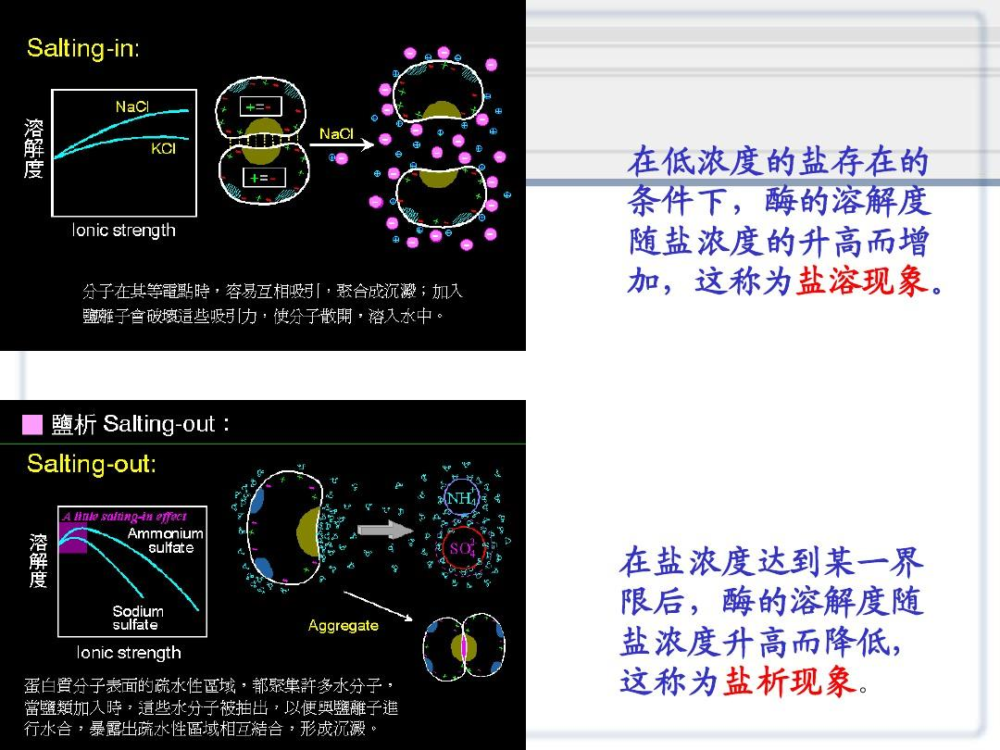 Salting-in:
溶解度
NaCl
KCl
Ionic strength
+=-
+=-
NaCl
分子在其等電點時，容易互相吸引，聚合成沉澱；加入
鹽離子會破壞這些吸引力，使分子散開，溶入水中。
在低浓度的盐存在的
条件下，酶的溶解度
随盐浓度的升高而增
加，这称为盐溶现象。
鹽析 Salting-out：
Salting-out:
溶解度
A little salting-in effect
Ammonium
sulfate
Sodium
sulfate
Ionic strength
NH4+
SO4 2-
Aggregate
蛋白質分子表面的疏水性區域，都聚集許多水分子，
當鹽類加入時，這些水分子被抽出，以便與鹽離子進
行水合，暴露出疏水性區域相互結合，形成沉澱。
在盐浓度达到某一界
限后，酶的溶解度随
盐浓度升高而降低，
这称为盐析现象。